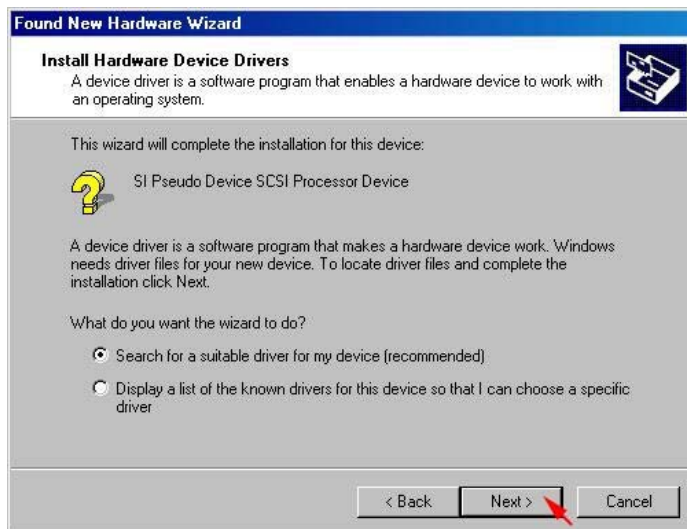 Found New Hardware Wizard
Install Hardware Device Drivers
A device driver is a software program that enables a hardware device to work with
an operating system.
This wizard will complete the installation for this device:
SI Pseudo Device SCSI Processor Device
A device driver is a software program that makes a hardware device work. Windows
needs driver files for your new device. To locate driver files and complete the
installation click Next.
What do you want the wizard to do?
Search for a suitable driver for my device (recommended)
Display a list of the known drivers for this device so that I can choose a specific
driver
< Back Next > Cancel